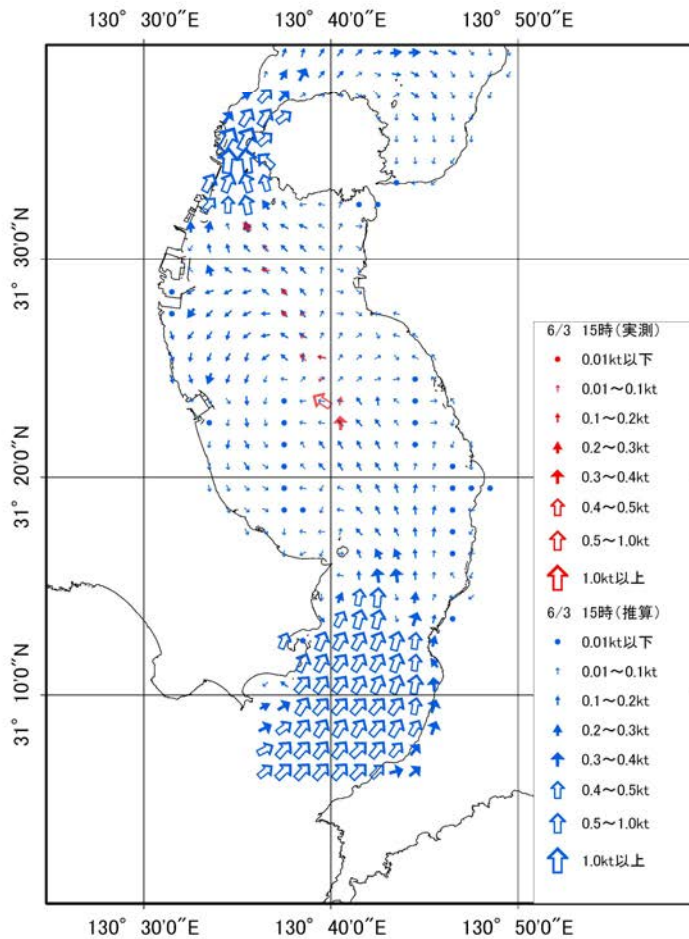 130° 30′0″E
130° 40′0″E
130° 50′0″E
31° 30′0″N
31° 20′0″N
31° 10′0″N
6/3 15時(実測)
0.01kt以下
0.01～0.1kt
0.1～0.2kt
0.2～0.3kt
0.3～0.4kt
0.4～0.5kt
0.5～1.0kt
1.0kt以上
6/3 15時(推算)
0.01kt以下
0.01～0.1kt
0.1～0.2kt
0.2～0.3kt
0.3～0.4kt
0.4～0.5kt
0.5～1.0kt
1.0kt以上
130° 30′0″E
130° 40′0″E
130° 50′0″E